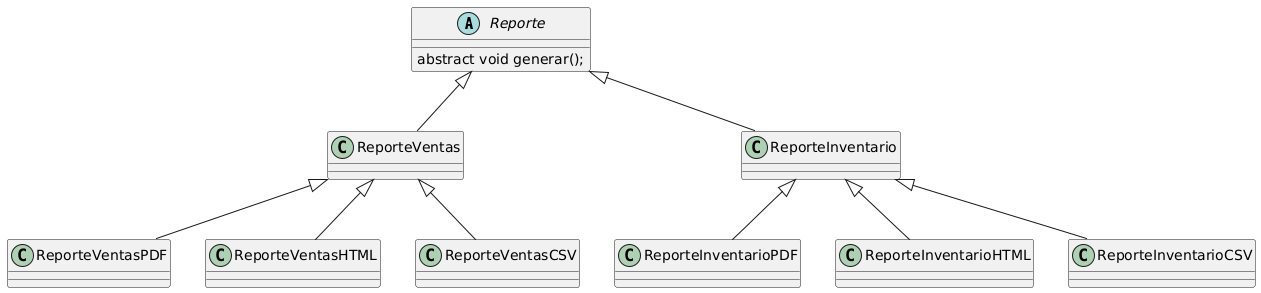 A Reporte
abstract void generar();
C ReporteVentas
C ReporteInventario
C ReporteVentasPDF
C ReporteVentasHTML
C ReporteVentasCSV
C ReporteInventarioPDF
C ReporteInventarioHTML
C ReporteInventarioCSV